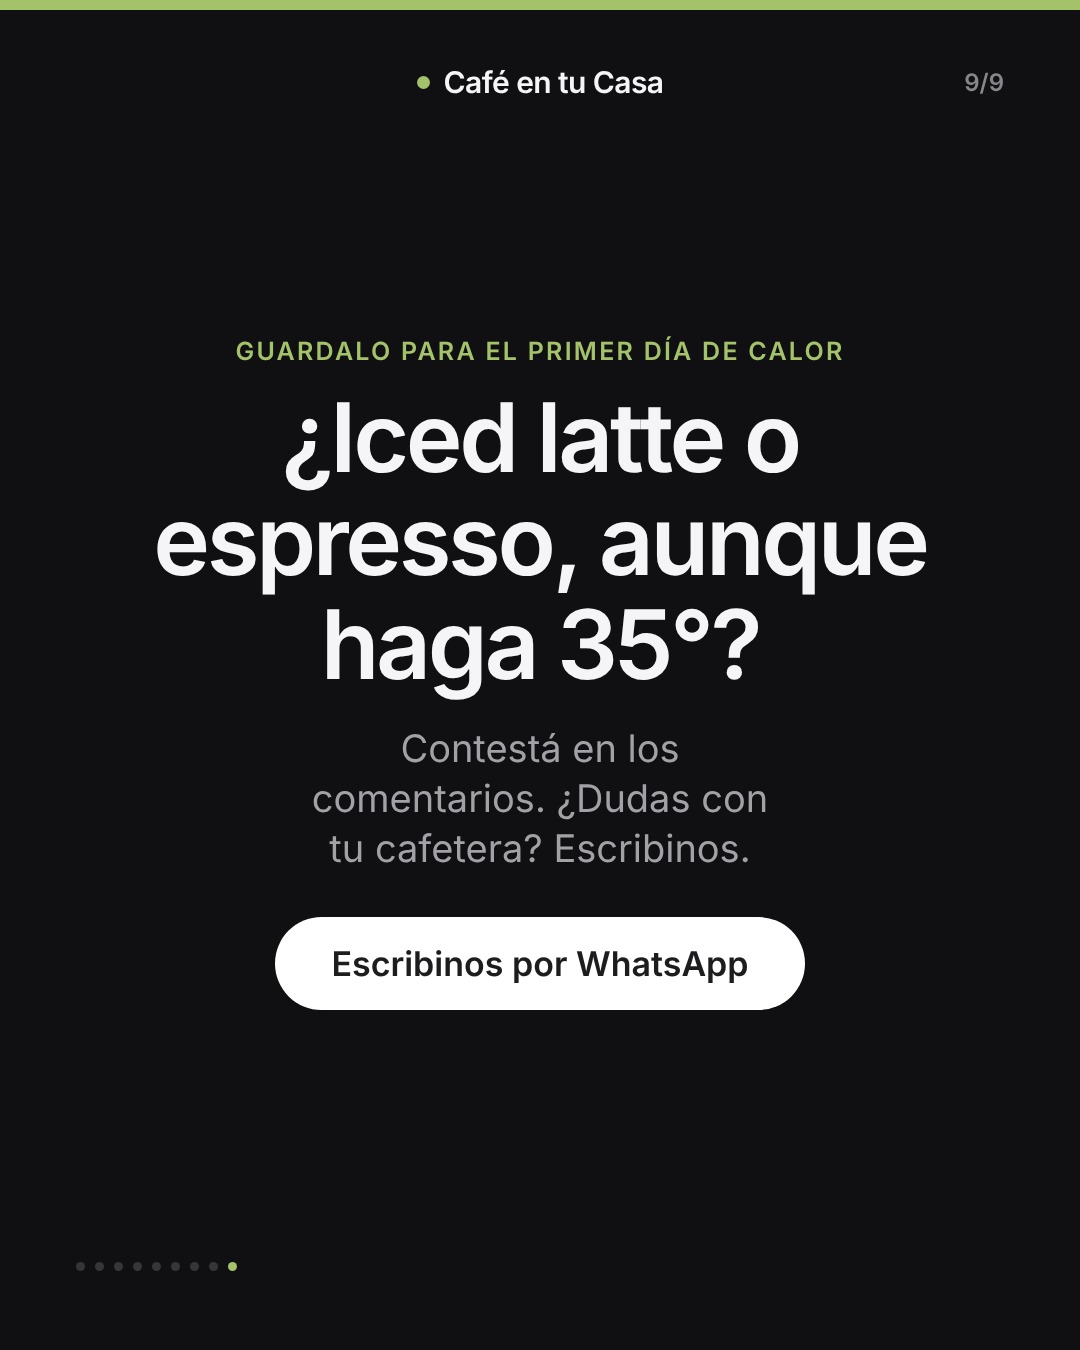 Café en tu Casa
9/9
GUARDALO PARA EL PRIMER DÍA DE CALOR
¿Iced latte o
espresso, aunque
haga 35°?
Contestá en los
comentarios. ¿Dudas con
tu cafetera? Escribinos.
Escribinos por WhatsApp